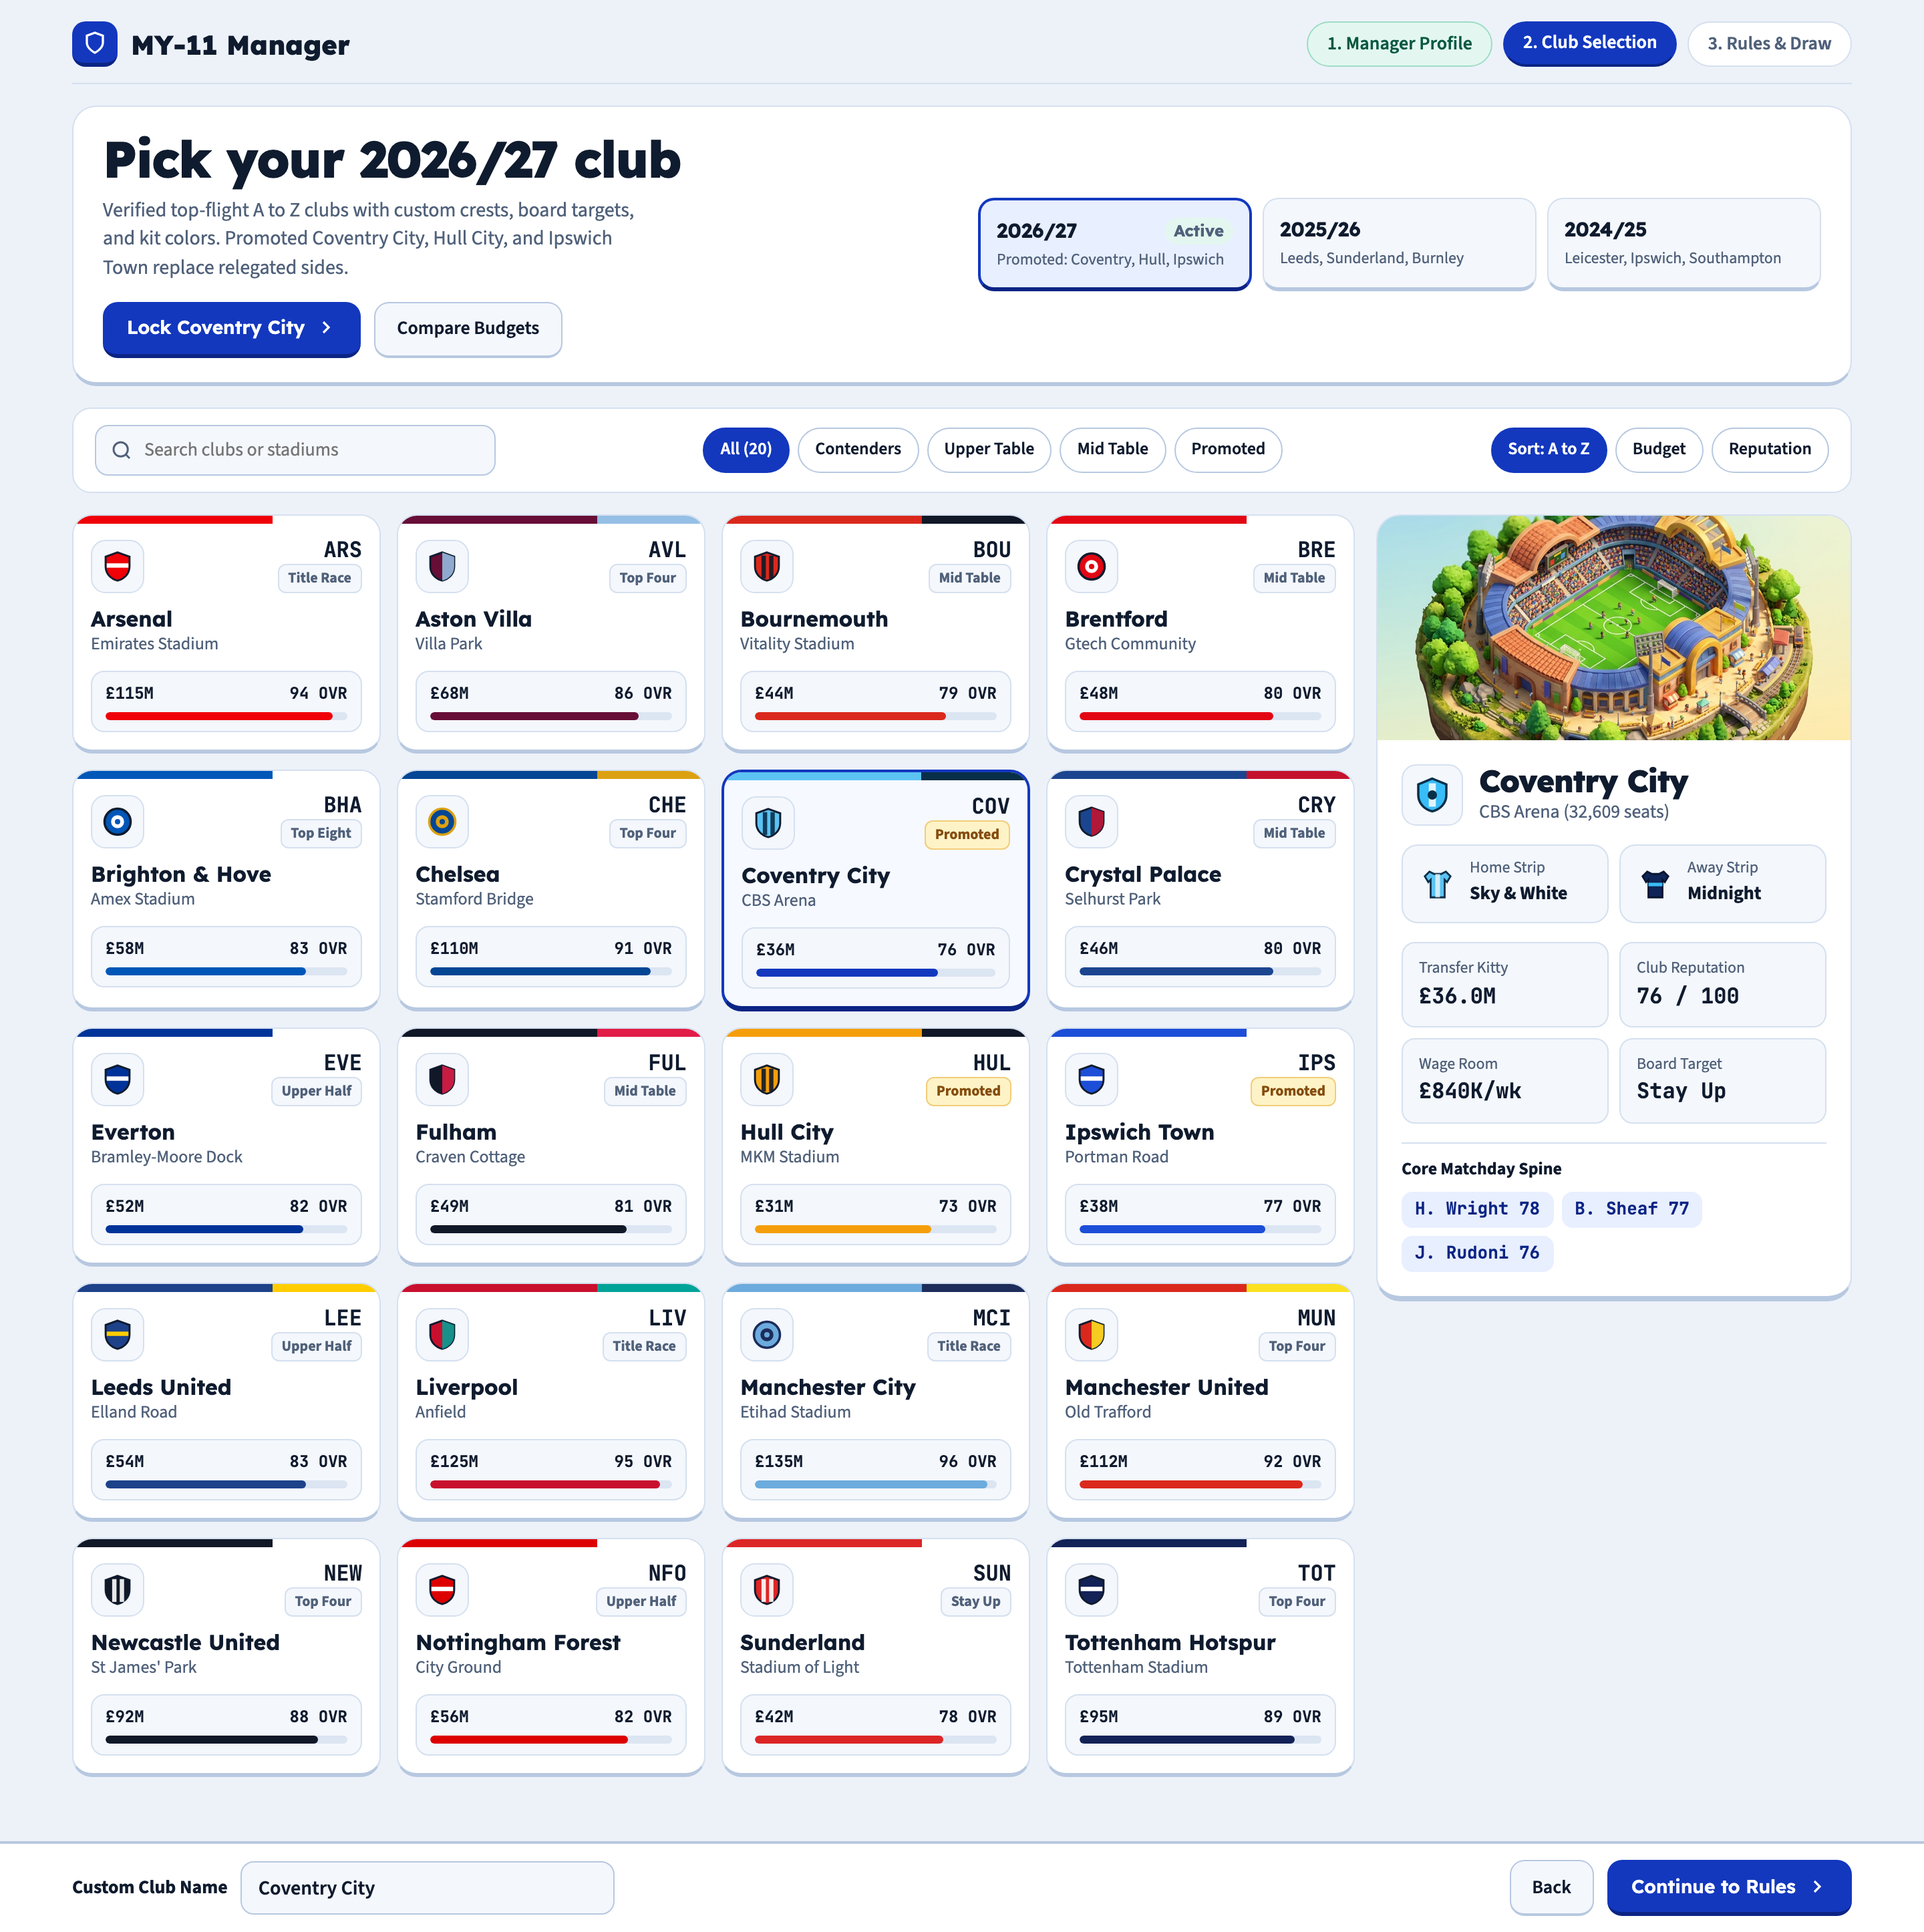 MY-11 Manager
1. Manager Profile
2. Club Selection
3. Rules & Draw
Pick your 2026/27 club
Verified top-flight A to Z clubs with custom crests, board targets,
and kit colors. Promoted Coventry City, Hull City, and Ipswich
Town replace relegated sides.
Lock Coventry City
Compare Budgets
2026/27
Active
Promoted: Coventry, Hull, Ipswich
2025/26
Leeds, Sunderland, Burnley
2024/25
Leicester, Ipswich, Southampton
Search clubs or stadiums
All (20)
Contenders
Upper Table
Mid Table
Promoted
Sort: A to Z
Budget
Reputation
ARS
Title Race
Arsenal
Emirates Stadium
£115M
94 OVR
AVL
Top Four
Aston Villa
Villa Park
£68M
86 OVR
BOU
Mid Table
Bournemouth
Vitality Stadium
£44M
79 OVR
BRE
Mid Table
Brentford
Gtech Community
£48M
80 OVR
BHA
Top Eight
Brighton & Hove
Amex Stadium
£58M
83 OVR
CHE
Top Four
Chelsea
Stamford Bridge
£110M
91 OVR
COV
Promoted
Coventry City
CBS Arena
£36M
76 OVR
CRY
Mid Table
Crystal Palace
Selhurst Park
£46M
80 OVR
EVE
Upper Half
Everton
Bramley-Moore Dock
£52M
82 OVR
FUL
Mid Table
Fulham
Craven Cottage
£49M
81 OVR
HUL
Promoted
Hull City
MKM Stadium
£31M
73 OVR
IPS
Promoted
Ipswich Town
Portman Road
£38M
77 OVR
LEE
Upper Half
Leeds United
Elland Road
£54M
83 OVR
LIV
Title Race
Liverpool
Anfield
£125M
95 OVR
MCI
Title Race
Manchester City
Etihad Stadium
£135M
96 OVR
MUN
Top Four
Manchester United
Old Trafford
£112M
92 OVR
NEW
Top Four
Newcastle United
St James' Park
£92M
88 OVR
NFO
Upper Half
Nottingham Forest
City Ground
£56M
82 OVR
SUN
Stay Up
Sunderland
Stadium of Light
£42M
78 OVR
TOT
Top Four
Tottenham Hotspur
Tottenham Stadium
£95M
89 OVR
Coventry City
CBS Arena (32,609 seats)
Home Strip
Sky & White
Away Strip
Midnight
Transfer Kitty
£36.0M
Club Reputation
76 / 100
Wage Room
£840K/wk
Board Target
Stay Up
Core Matchday Spine
H. Wright 78
B. Sheaf 77
J. Rudoni 76
Custom Club Name
Coventry City
Back
Continue to Rules